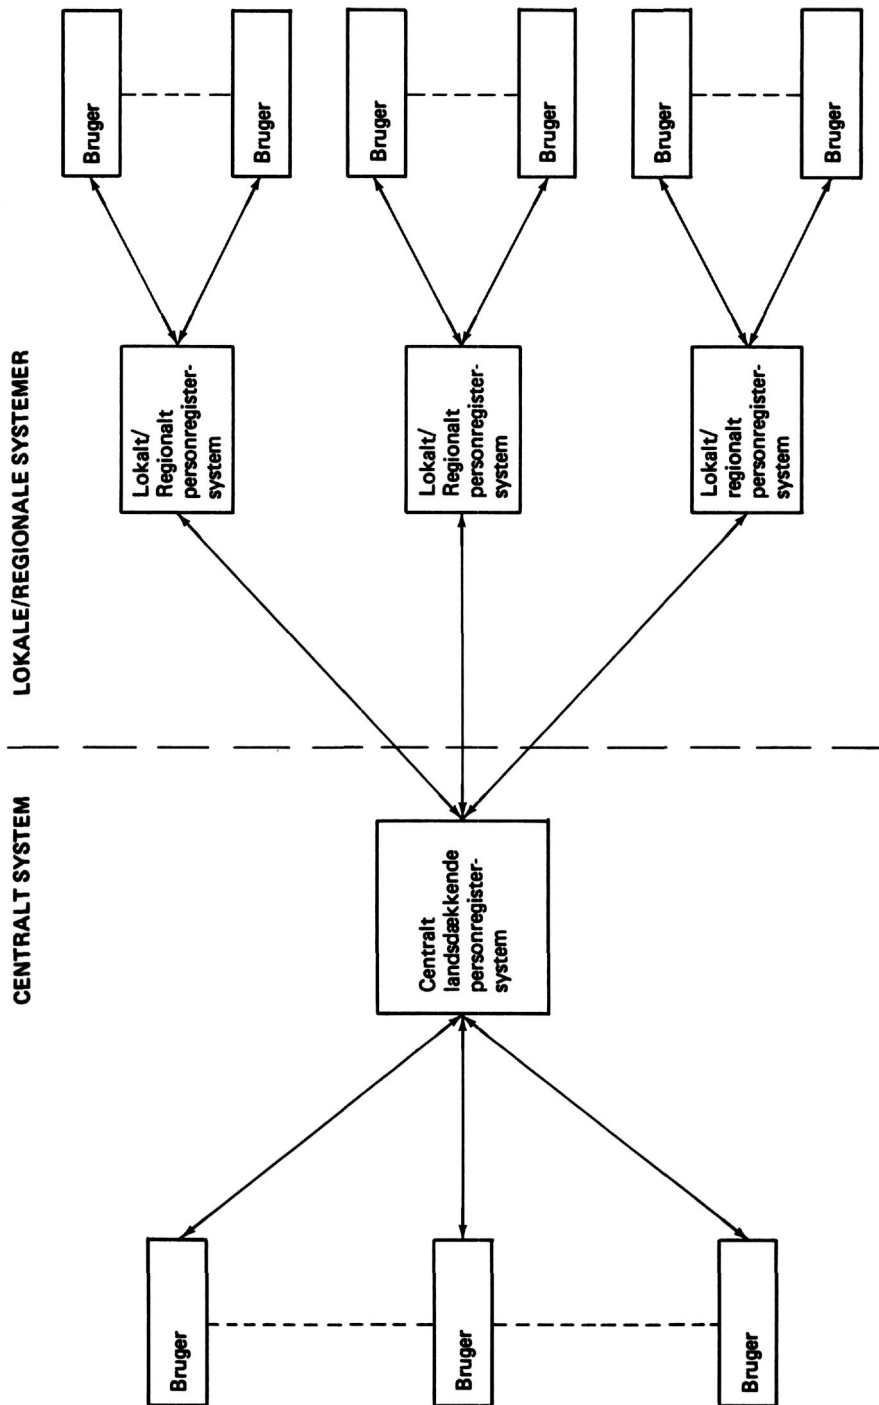 CENTRALT SYSTEM
LOKALE/REGIONALE SYSTEMER
Bruger
Bruger
Bruger
Centralt
landsdækkende
personregister-
system
Lokalt/
Regionalt
personregister-
system
Lokalt/
Regionalt
personregister-
system
Lokalt/
regionalt
personregister-
system
Bruger
Bruger
Bruger
Bruger
Bruger
Bruger